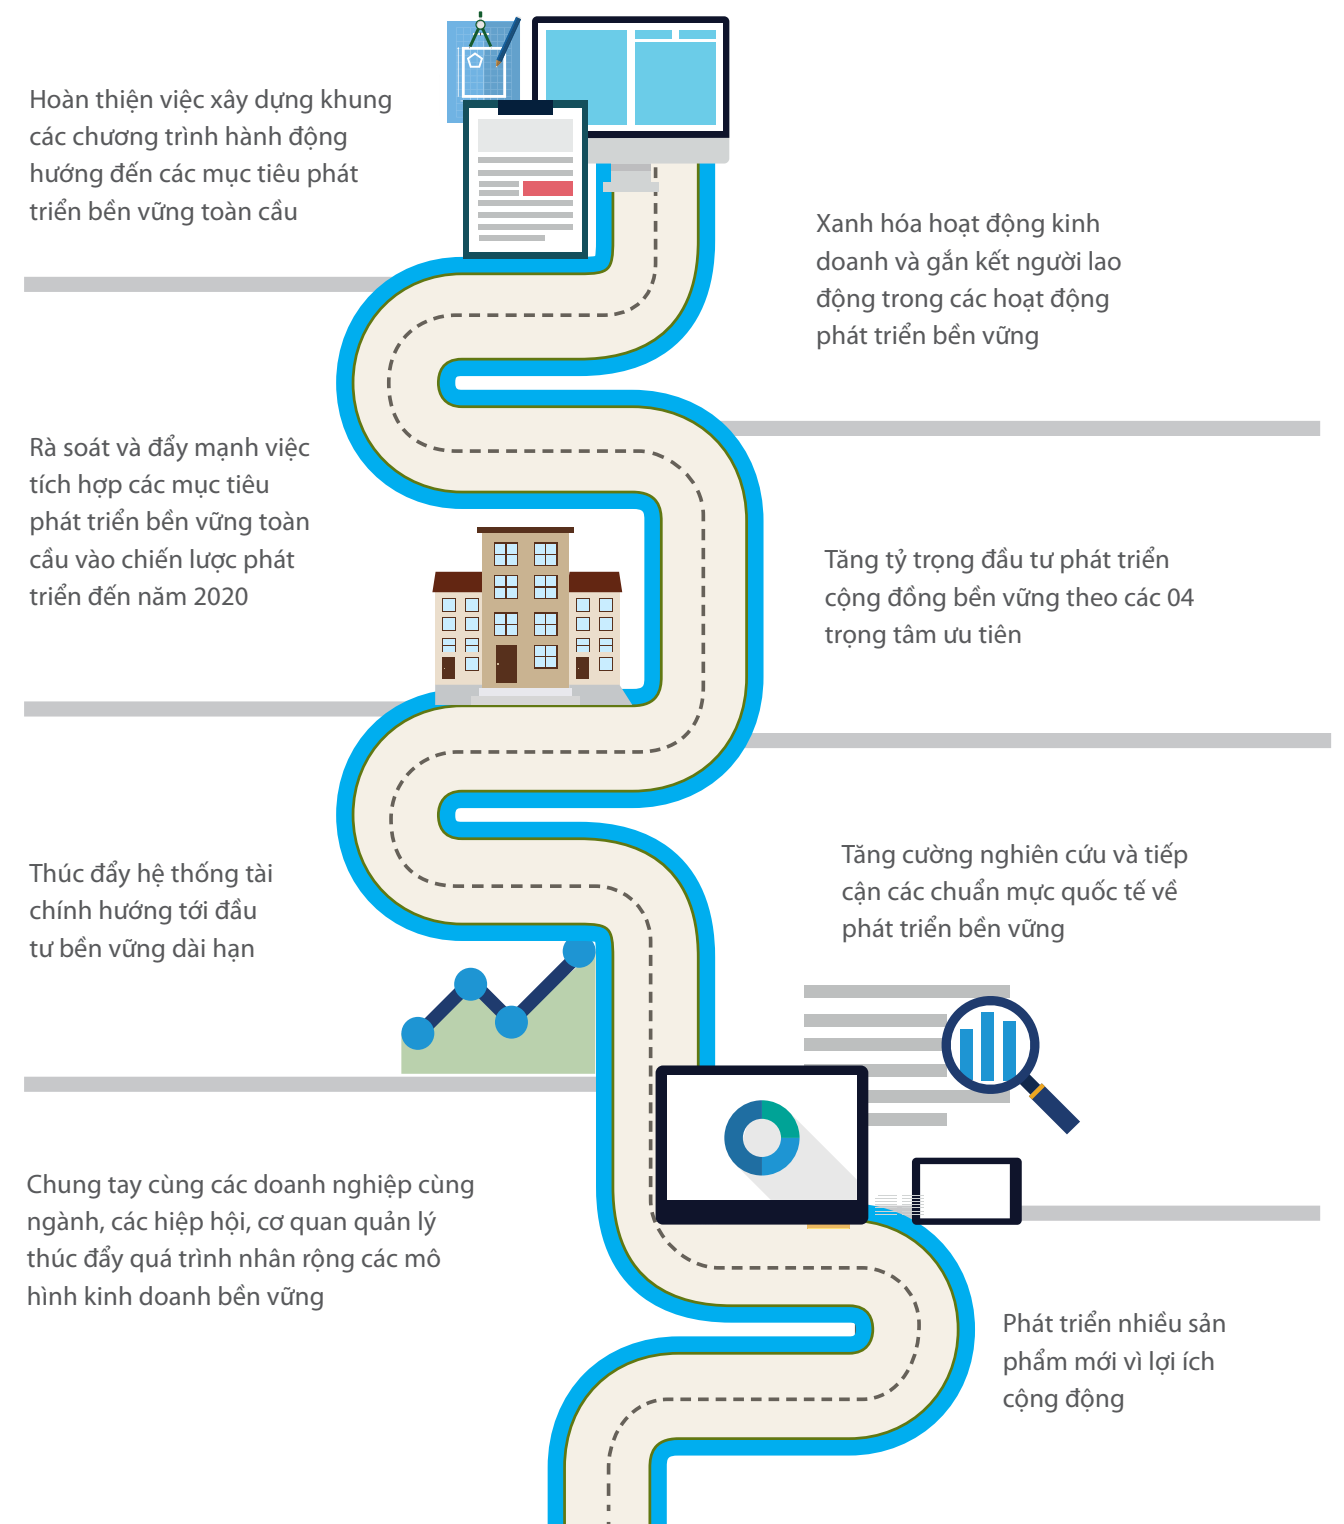 Hoàn thiện việc xây dựng khung
các chương trình hành động
hướng đến các mục tiêu phát
triển bền vững toàn cầu
Xanh hóa hoạt động kinh
doanh và gắn kết người lao
động trong các hoạt động
phát triển bền vững
Rà soát và đẩy mạnh việc
tích hợp các mục tiêu
phát triển bền vững toàn
cầu vào chiến lược phát
triển đến năm 2020
Tăng tỷ trọng đầu tư phát triển
cộng đồng bền vững theo các 04
trọng tâm ưu tiên
Thúc đẩy hệ thống tài
chính hướng tới đầu
tư bền vững dài hạn
Tăng cường nghiên cứu và tiếp
cận các chuẩn mực quốc tế về
phát triển bền vững
Chung tay cùng các doanh nghiệp cùng
ngành, các hiệp hội, cơ quan quản lý
thúc đẩy quá trình nhân rộng các mô
hình kinh doanh bền vững
Phát triển nhiều sản
phẩm mới vì lợi ích
cộng động